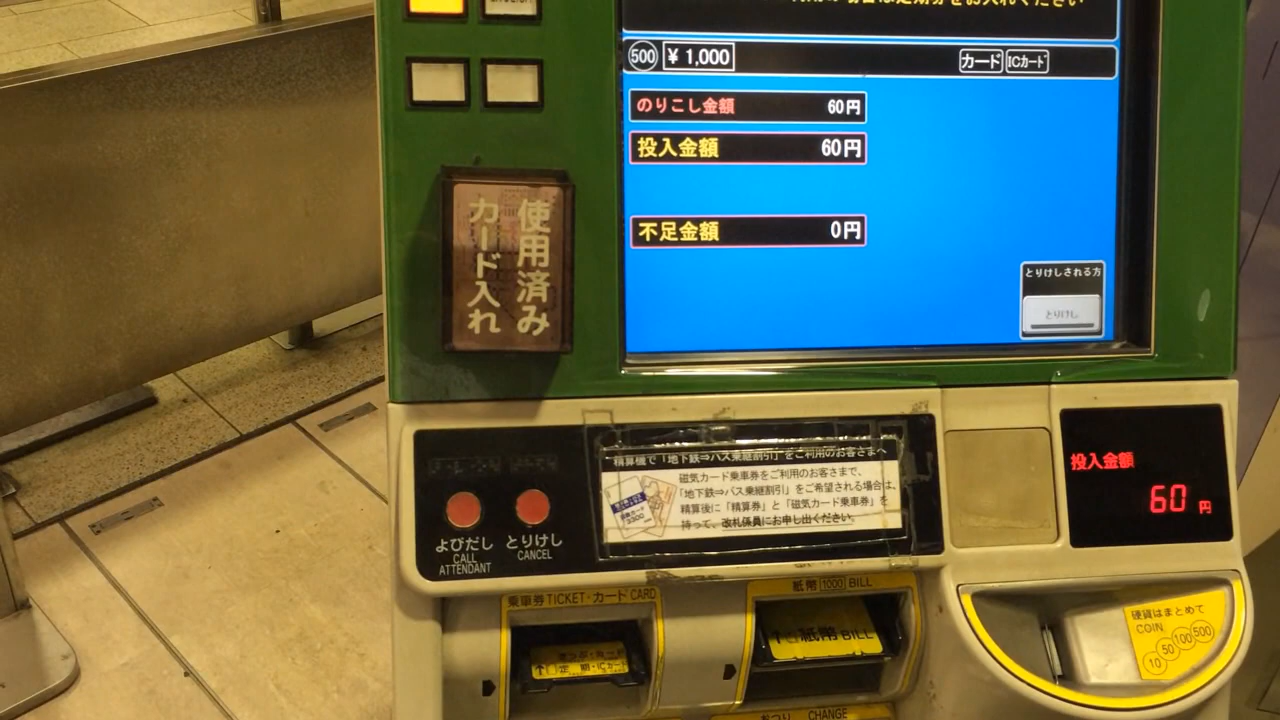 500 ¥1,000 カード ICカード
のりこし金額 60円
投入金額 60円
不足金額 0円
とりけしされる方
とりけし
使用済み
カード入れ
精算機で「地下鉄⇒バス乗継割引」をご利用のお客さまへ
磁気カード乗車券をご利用のお客さまで、
「地下鉄⇒バス乗継割引」をご希望される場合は、
精算後に「精算券」と「磁気カード乗車券」を
持って、改札係員にお申し出ください。
投入金額
60円
よびだし
CALL
ATTENDANT
とりけし
CANCEL
乗車券 TICKET・カード CARD
定期・ICカード
紙幣 1000 BILL
紙幣 BILL
硬貨はまとめて
COIN
10 50 100 500
おつり CHANGE